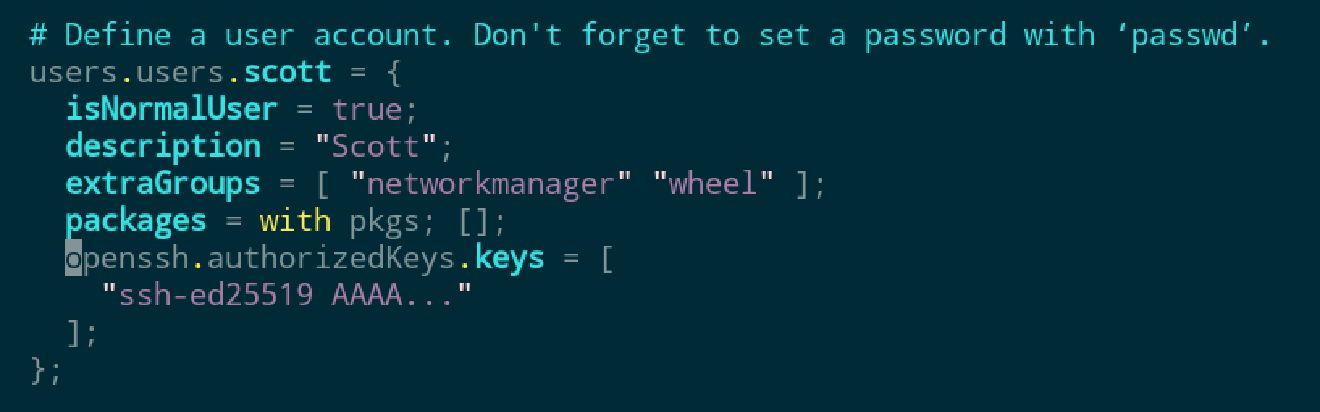 # Define a user account. Don't forget to set a password with ‘passwd’.
users.users.scott = {
  isNormalUser = true;
  description = "Scott";
  extraGroups = [ "networkmanager" "wheel" ];
  packages = with pkgs; [];
  openssh.authorizedKeys.keys = [
    "ssh-ed25519 AAAA..."
  ];
};